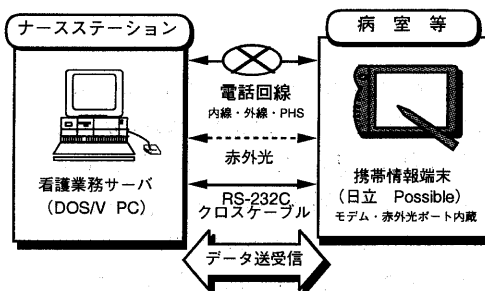 ナースステーション
看護業務サーバ
(DOS/V PC)
電話回線
内線・外線・PHS
赤外光
RS-232C
クロスケーブル
データ送受信
病室等
携帯情報端末
(日立 Possible)
モデム・赤外光ポート内蔵